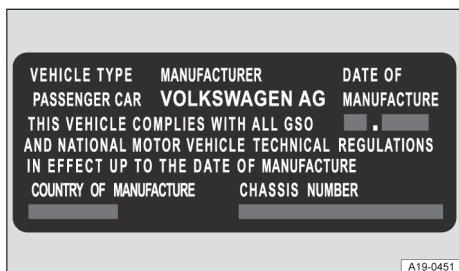 VEHICLE TYPE MANUFACTURER DATE OF
PASSENGER CAR VOLKSWAGEN AG MANUFACTURE
THIS VEHICLE COMPLIES WITH ALL GSO .
AND NATIONAL MOTOR VEHICLE TECHNICAL REGULATIONS
IN EFFECT UP TO THE DATE OF MANUFACTURE
COUNTRY OF MANUFACTURE CHASSIS NUMBER
A19-0451